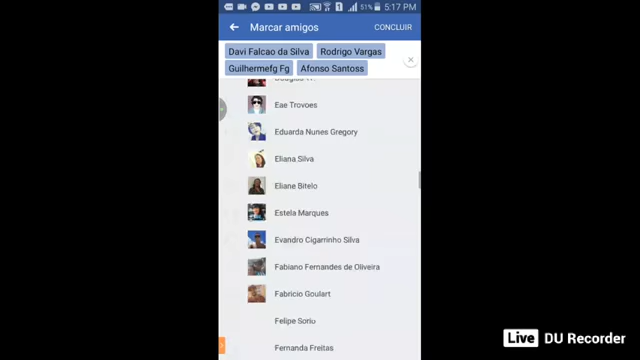 51% 5:17 PM
Marcar amigos CONCLUIR
Davi Falcao da Silva Rodrigo Vargas
Guilhermefg Fg Afonso Santoss
Eae Trovoes
Eduarda Nunes Gregory
Eliana Silva
Eliane Bitelo
Estela Marques
Evandro Cigarrinho Silva
Fabiano Fernandes de Oliveira
Fabricio Goulart
Felipe Sorio
Fernanda Freitas
Live DU Recorder